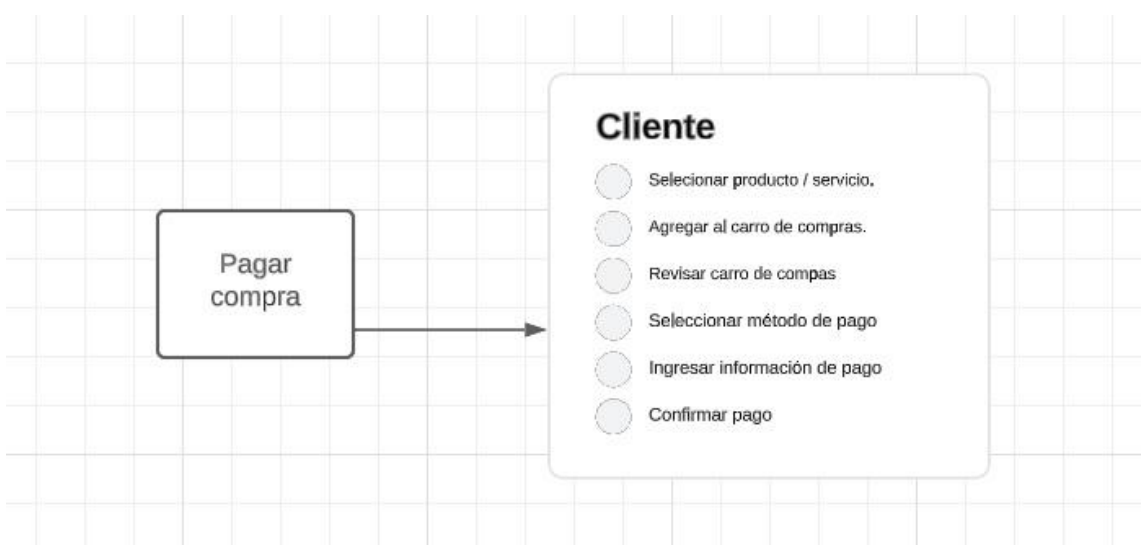 Pagar
compra
Cliente
Selecionar producto / servicio.
Agregar al carro de compras.
Revisar carro de compas
Seleccionar método de pago
Ingresar información de pago
Confirmar pago